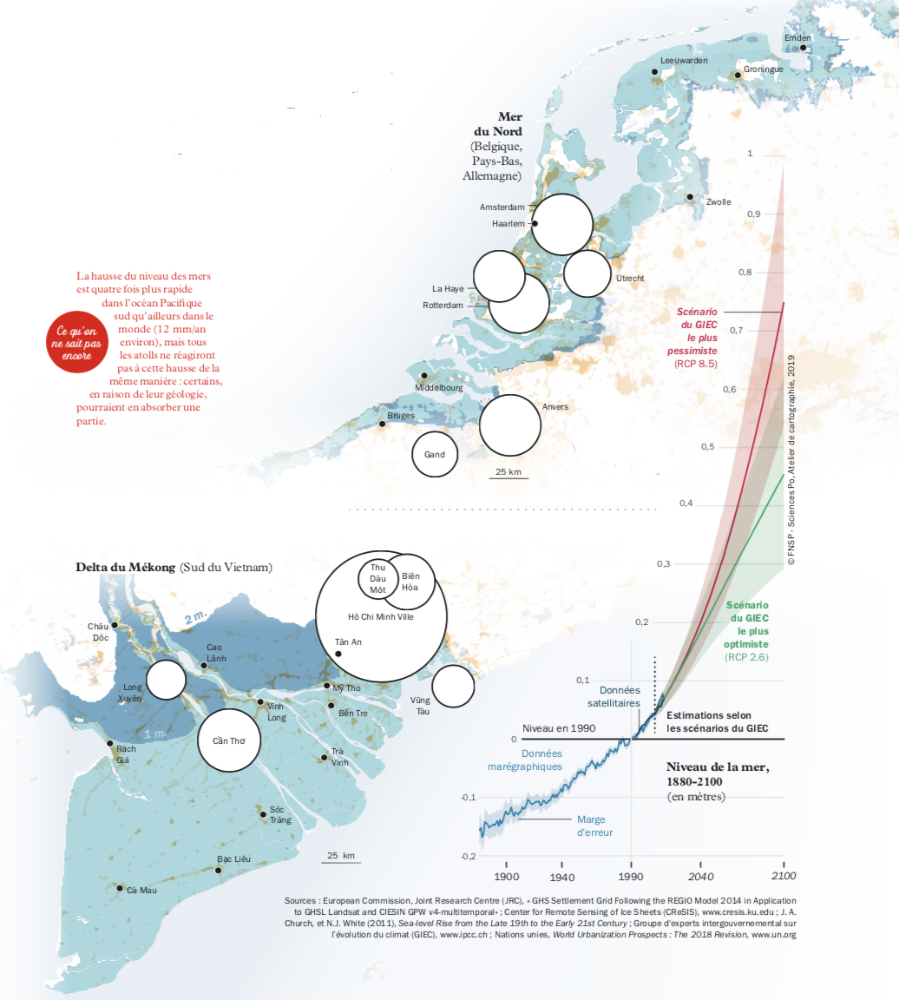 Emden
Leeuwarden
Groningue
Mer
du Nord
(Belgique,
Pays-Bas,
Allemagne)
Zwolle
Amsterdam
Haarlem
Utrecht
La Haye
Rotterdam
Middelbourg
Bruges
Anvers
Gand
25 km
La hausse du niveau des mers
est quatre fois plus rapide
dans l'océan Pacifique
sud qu'ailleurs dans le
monde (12 mm/an
environ), mais tous
les atolls ne réagiront
pas à cette hausse de la
même manière : certains,
en raison de leur géologie,
pourraient en absorber une
partie.
Ce qu'on
ne sait pas
encore
1
0,9
0,8
0,7
0,6
0,5
0,4
0,3
0,2
0,1
0
-0,1
-0,2
Scénario
du GIEC
le plus
pessimiste
(RCP 8.5)
© FNSP - Sciences Po, Atelier de cartographie, 2019
Scénario
du GIEC
le plus
optimiste
(RCP 2.6)
Données
satellitaires
Estimations selon
les scénarios du GIEC
Niveau en 1990
Données
marégraphiques
Niveau de la mer,
1880-2100
(en mètres)
Marge
d'erreur
1900
1940
1990
2040
2100
Delta du Mékong (Sud du Vietnam)
2 m.
1 m.
Châu
Dôc
Cao
Lánh
Long
Xuyên
Thu
Dàu
Môt
Biên
Hòa
Hô Chi Minh Ville
Tân An
Mỹ Tho
Bến Tre
Vĩnh
Long
Vũng
Tàu
Cần Thơ
Rạch
Giá
Trà
Vinh
Sóc
Trăng
Bạc Liêu
Cà Mau
25 km
Sources : European Commission, Joint Research Centre (JRC), « GHS Settlement Grid Following the REGIO Model 2014 in Application
to GHSL Landsat and CIESIN GPW v4-multitemporal» ; Center for Remote Sensing of Ice Sheets (CReSIS), www.cresis.ku.edu ; J. A.
Church, et N.J. White (2011), Sea-level Rise from the Late 19th to the Early 21st Century ; Groupe d'experts intergouvernemental sur
l'évolution du climat (GIEC), www.ipcc.ch ; Nations unies, World Urbanization Prospects : The 2018 Revision, www.un.org